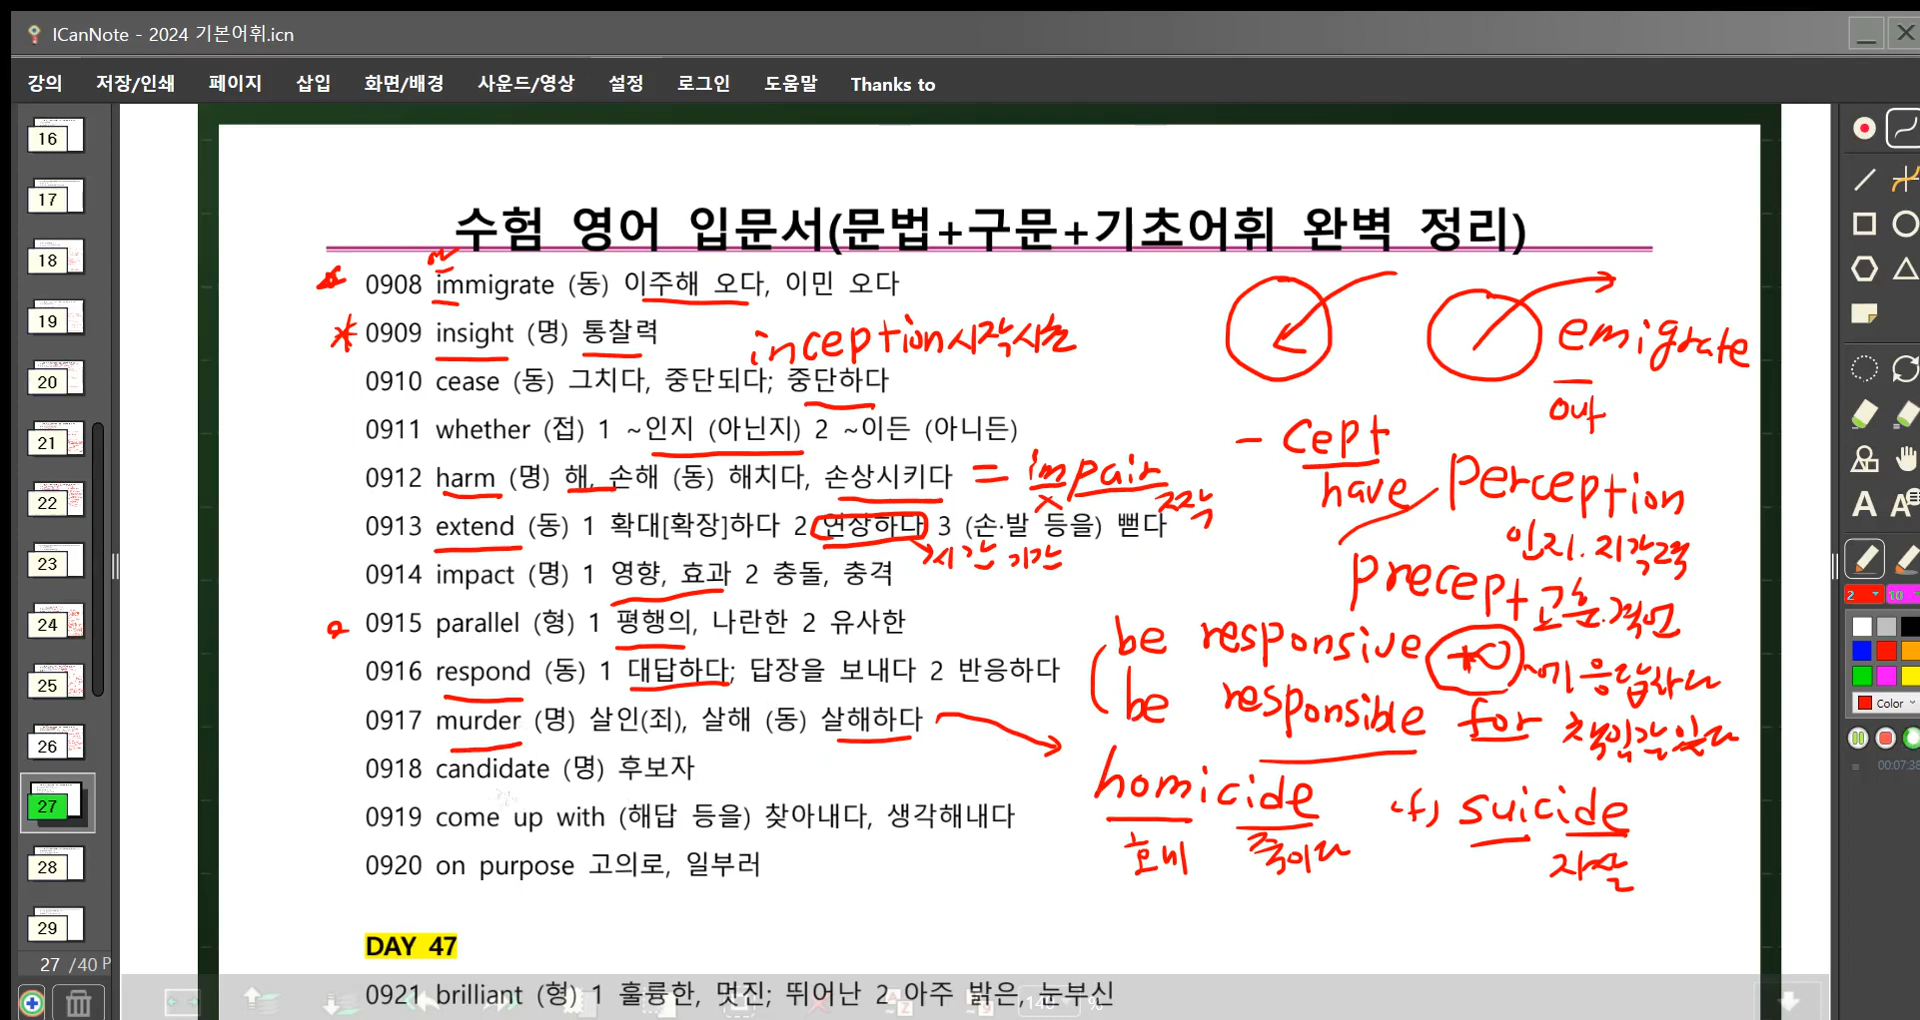 ICanNote - 2024 기본어휘.icn
강의 저장/인쇄 페이지 삽입 화면/배경 사운드/영상 설정 로그인 도움말 Thanks to
16
17
18
19
20
21
22
23
24
25
26
27
28
29
27 /40 P
수험 영어 입문서(문법+구문+기초어휘 완벽 정리)
0908 immigrate (동) 이주해 오다, 이민 오다
0909 insight (명) 통찰력
inception 시작시논
0910 cease (동) 그치다, 중단되다; 중단하다
0911 whether (접) 1 ~인지 (아닌지) 2 ~이든 (아니든)
0912 harm (명) 해, 손해 (동) 해치다, 손상시키다 = impair
0913 extend (동) 1 확대[확장]하다 2 연장하다 3 (손·발 등을) 뻗다
시간 기간
0914 impact (명) 1 영향, 효과 2 충돌, 충격
0915 parallel (형) 1 평행의, 나란한 2 유사한
0916 respond (동) 1 대답하다; 답장을 보내다 2 반응하다
0917 murder (명) 살인(죄), 살해 (동) 살해하다
0918 candidate (명) 후보자
0919 come up with (해답 등을) 찾아내다, 생각해내다
0920 on purpose 고의로, 일부러
emigrate
out
- cept
have
perception
인지.지각력
precept 교훈.격언
be responsive to ~에 응답하다
be responsible for 책임감있다
homicide
호비 죽이다
suicide
자살
DAY 47
0921 brilliant (형) 1 훌륭한, 멋진; 뛰어난 2 아주 밝은, 눈부신
2 10
Color
00:07:38